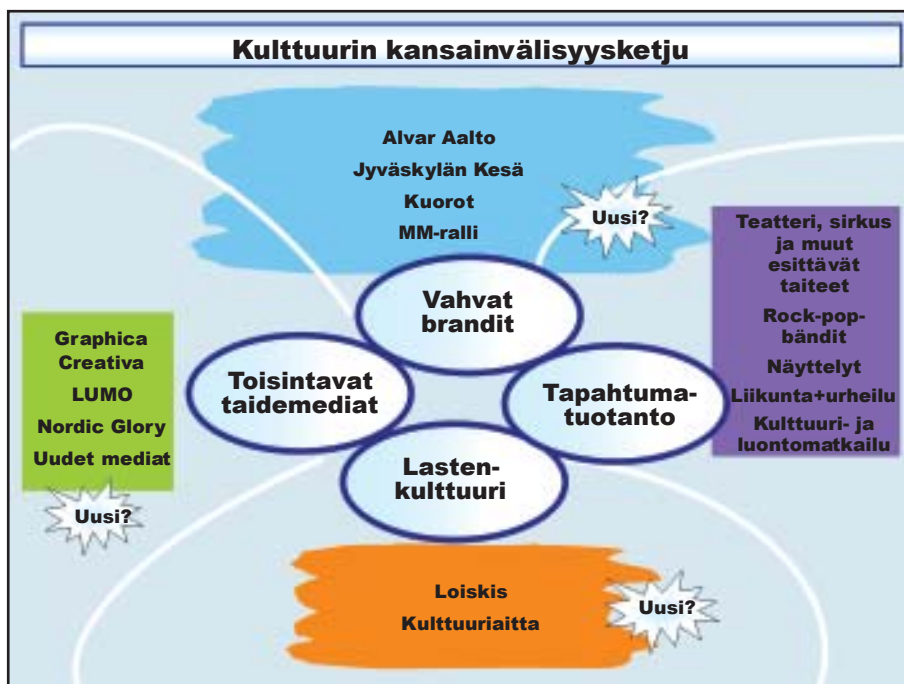 Kulttuurin kansainvälisyysketju
Alvar Aalto
Jyväskylän Kesä
Kuorot
MM-ralli
Uusi?
Vahvat
brandit
Teatteri, sirkus
ja muut
esittävät
taiteet
Rock-pop-
bändit
Näyttelyt
Liikunta+urheilu
Kulttuuri- ja
luontomatkailu
Graphica
Creativa
LUMO
Nordic Glory
Uudet mediat
Uusi?
Toisintavat
taidemediat
Tapahtuma-
tuotanto
Lasten-
kulttuuri
Loiskis
Kulttuuriaitta
Uusi?